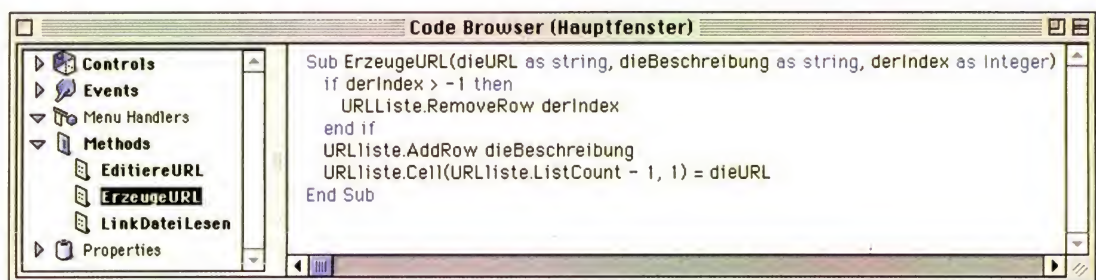 Code Browser (Hauptfenster)
Controls
Events
Menu Handlers
Methods
EditiereURL
ErzeugeURL
LinkDateiLesen
Properties
Sub ErzeugeURL(dieURL as string, dieBeschreibung as string, derIndex as Integer)
if derIndex > -1 then
URLListe.RemoveRow derIndex
end if
URLliste.AddRow dieBeschreibung
URLliste.Cell(URLliste.ListCount - 1, 1) = dieURL
End Sub